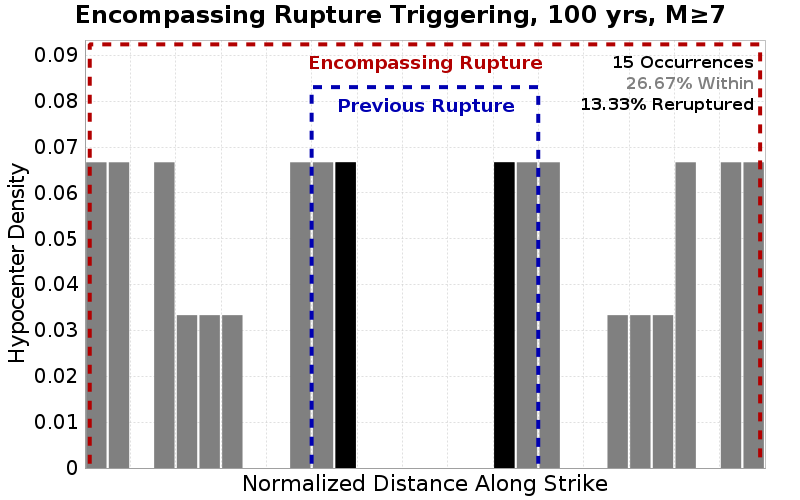 Encompassing Rupture Triggering, 100 yrs, M≥7
0.09
0.08
0.07
0.06
0.05
0.04
0.03
0.02
0.01
0
Hypocenter Density
Encompassing Rupture
Previous Rupture
15 Occurrences
26.67% Within
13.33% Reruptured
Normalized Distance Along Strike